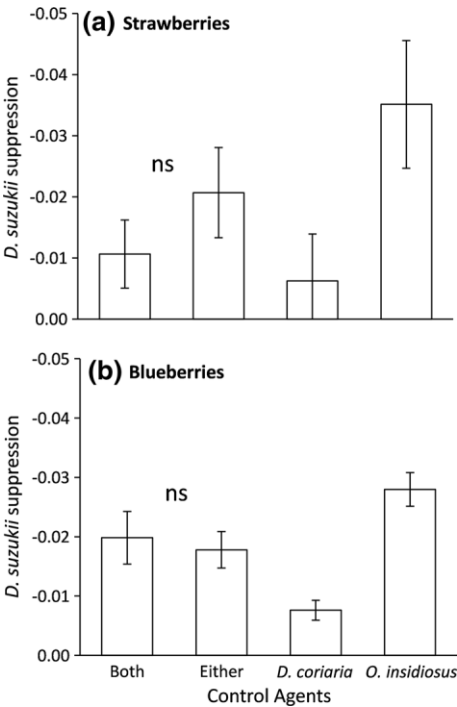 (a) Strawberries
D. suzukii suppression
-0.05
-0.04
-0.03
-0.02
-0.01
0.00
ns
(b) Blueberries
D. suzukii suppression
-0.05
-0.04
-0.03
-0.02
-0.01
0.00
ns
Both Either D. coriaria O. insidiosus
Control Agents